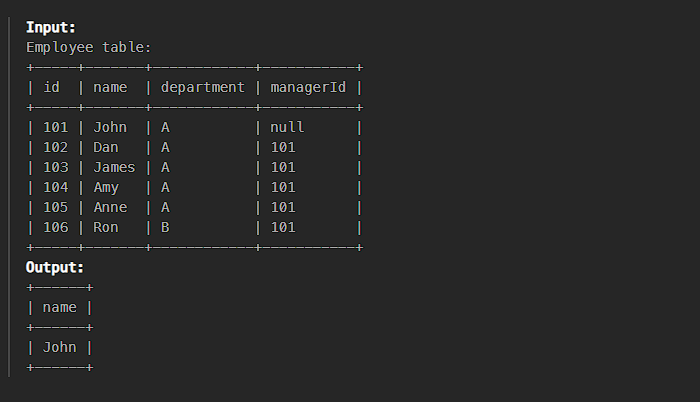 Input:
Employee table:
+-----+-------+------------+-----------+
| id  | name  | department | managerId |
+-----+-------+------------+-----------+
| 101 | John  | A          | null      |
| 102 | Dan   | A          | 101       |
| 103 | James | A          | 101       |
| 104 | Amy   | A          | 101       |
| 105 | Anne  | A          | 101       |
| 106 | Ron   | B          | 101       |
+-----+-------+------------+-----------+
Output:
+------+
| name |
+------+
| John |
+------+